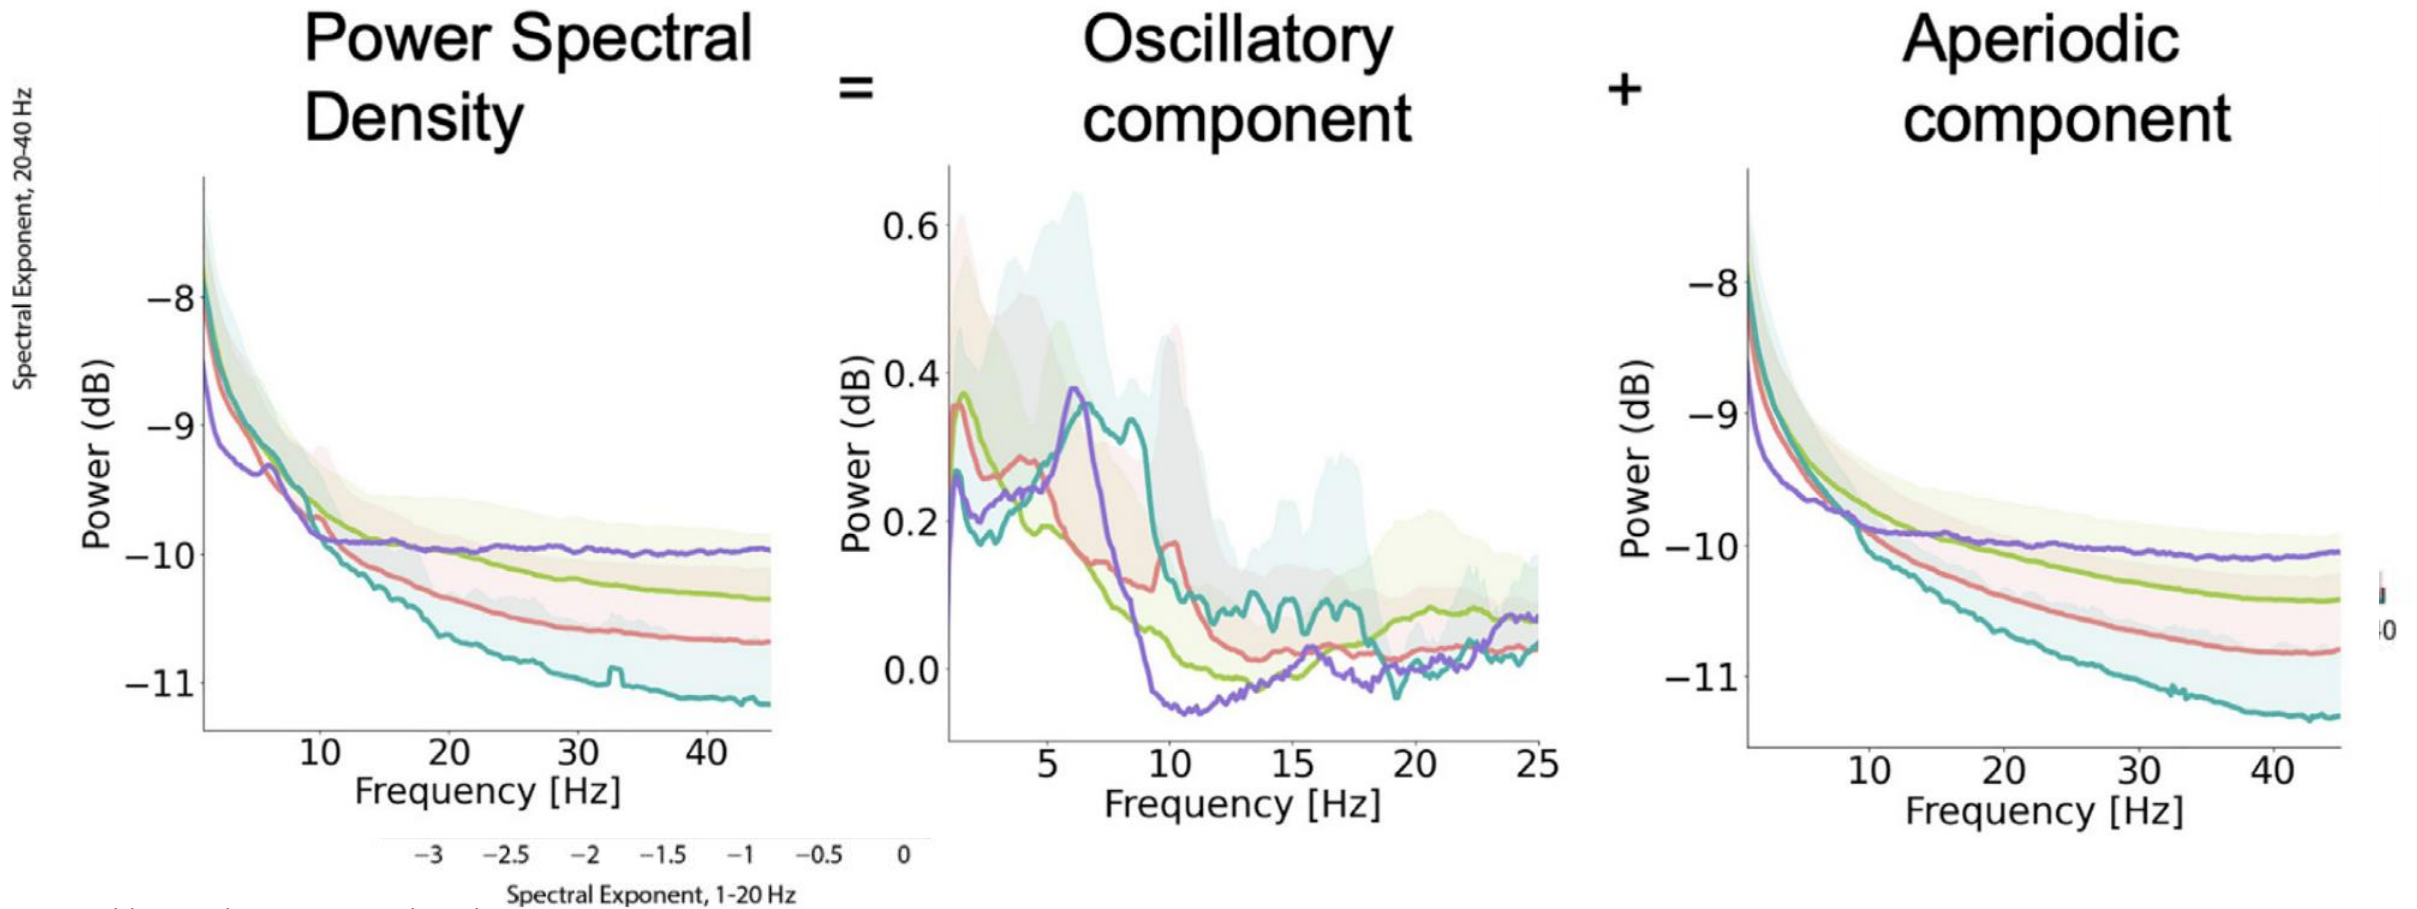 Power Spectral
Density
=
Oscillatory
component
+
Aperiodic
component
Spectral Exponent, 20-40 Hz
Power (dB)
−8
−9
−10
−11
10 20 30 40
Frequency [Hz]
Power (dB)
0.6
0.4
0.2
0.0
5 10 15 20 25
Frequency [Hz]
Power (dB)
−8
−9
−10
−11
10 20 30 40
Frequency [Hz]
−3 −2.5 −2 −1.5 −1 −0.5 0
Spectral Exponent, 1-20 Hz